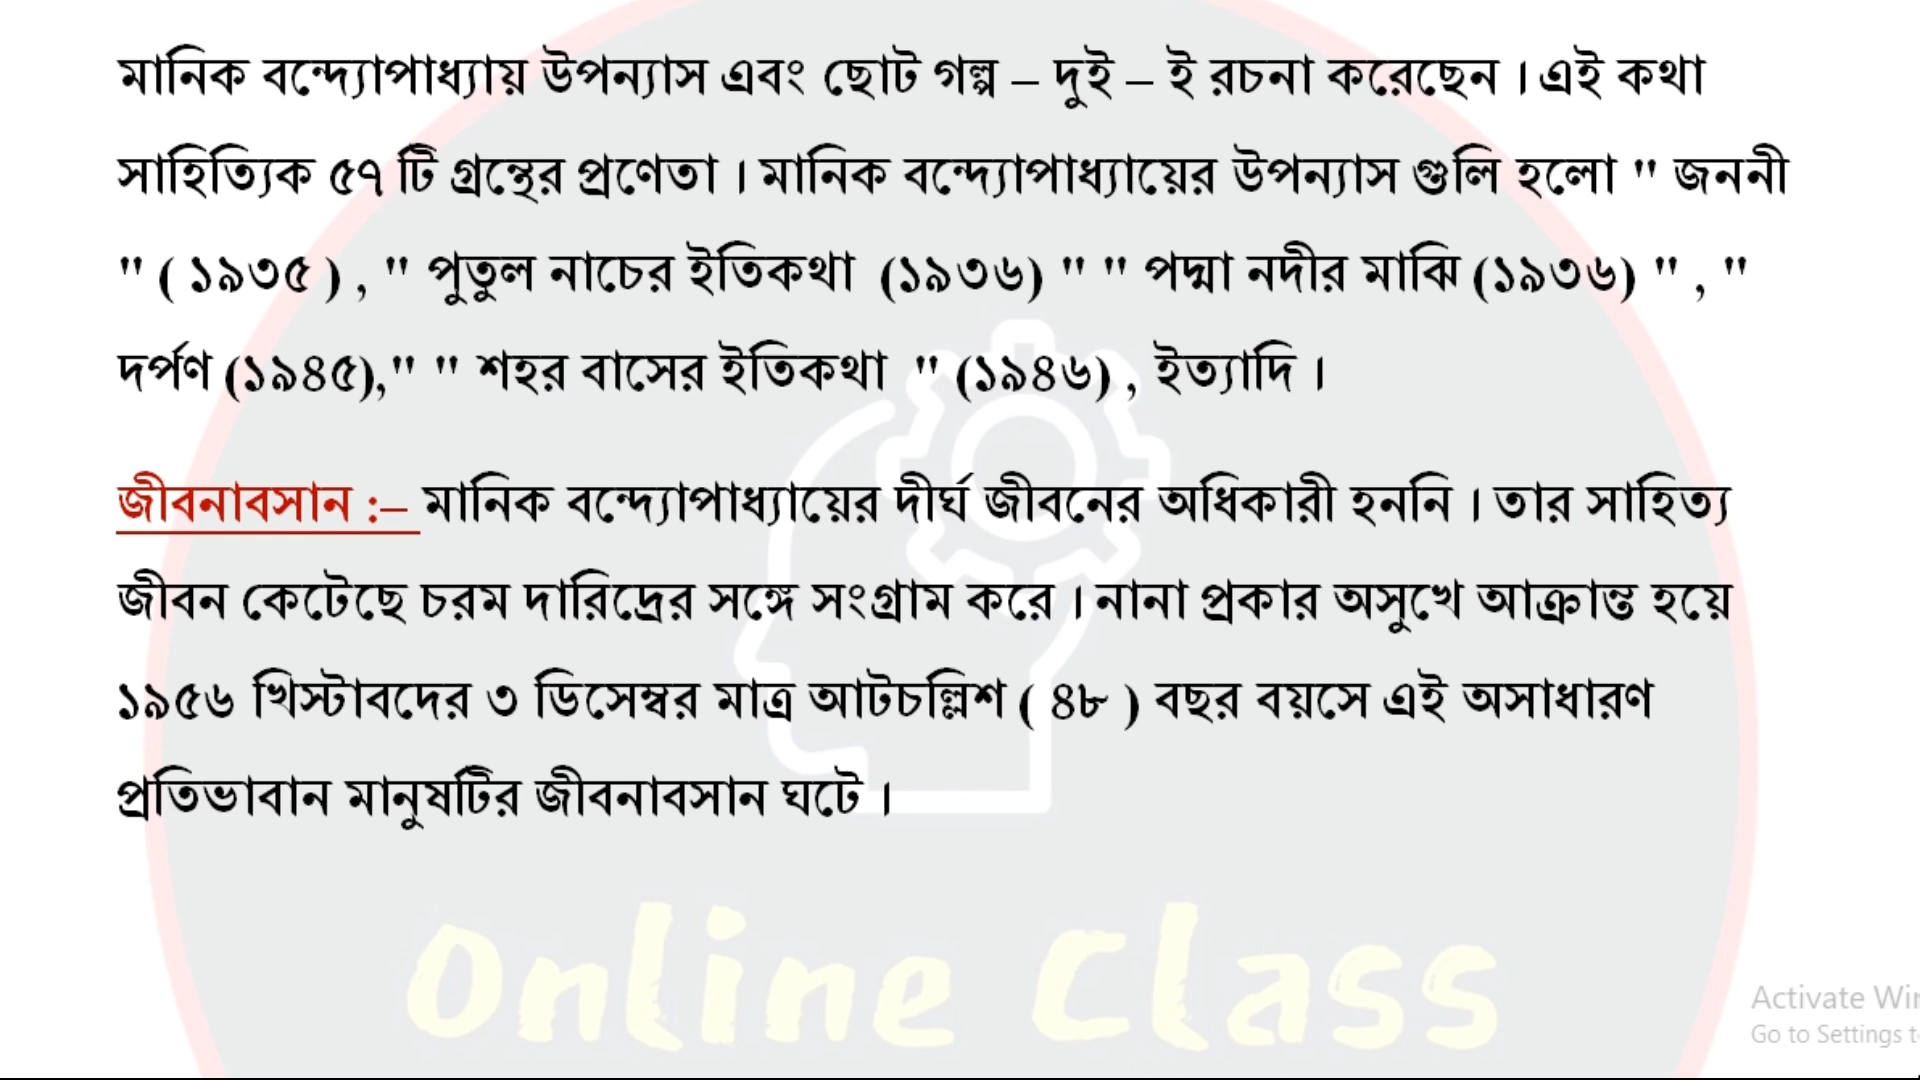 মানিক বন্দ্যোপাধ্যায় উপন্যাস এবং ছোট গল্প – দুই – ই রচনা করেছেন । এই কথা
সাহিত্যিক ৫৭ টি গ্রন্থের প্রণেতা । মানিক বন্দ্যোপাধ্যায়ের উপন্যাস গুলি হলো " জননী
" ( ১৯৩৫ ) , " পুতুল নাচের ইতিকথা (১৯৩৬) " " পদ্মা নদীর মাঝি (১৯৩৬) " , "
দর্পণ (১৯৪৫)," " শহর বাসের ইতিকথা " (১৯৪৬) , ইত্যাদি ।
জীবনাবসান :– মানিক বন্দ্যোপাধ্যায়ের দীর্ঘ জীবনের অধিকারী হননি । তার সাহিত্য
জীবন কেটেছে চরম দারিদ্রের সঙ্গে সংগ্রাম করে । নানা প্রকার অসুখে আক্রান্ত হয়ে
১৯৫৬ খিস্টাবদের ৩ ডিসেম্বর মাত্র আটচল্লিশ ( ৪৮ ) বছর বয়সে এই অসাধারণ
প্রতিভাবান মানুষটির জীবনাবসান ঘটে ।
Online Class
Activate Win
Go to Settings t